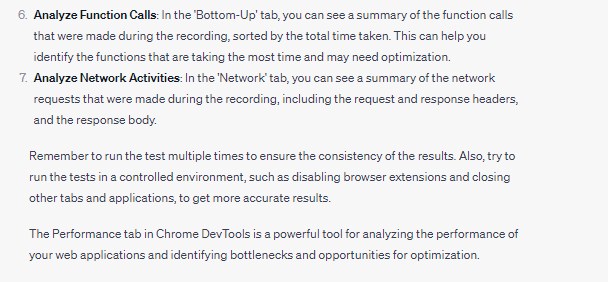 6. Analyze Function Calls: In the 'Bottom-Up' tab, you can see a summary of the function calls
that were made during the recording, sorted by the total time taken. This can help you
identify the functions that are taking the most time and may need optimization.
7. Analyze Network Activities: In the 'Network' tab, you can see a summary of the network
requests that were made during the recording, including the request and response headers,
and the response body.
Remember to run the test multiple times to ensure the consistency of the results. Also, try to
run the tests in a controlled environment, such as disabling browser extensions and closing
other tabs and applications, to get more accurate results.
The Performance tab in Chrome DevTools is a powerful tool for analyzing the performance of
your web applications and identifying bottlenecks and opportunities for optimization.